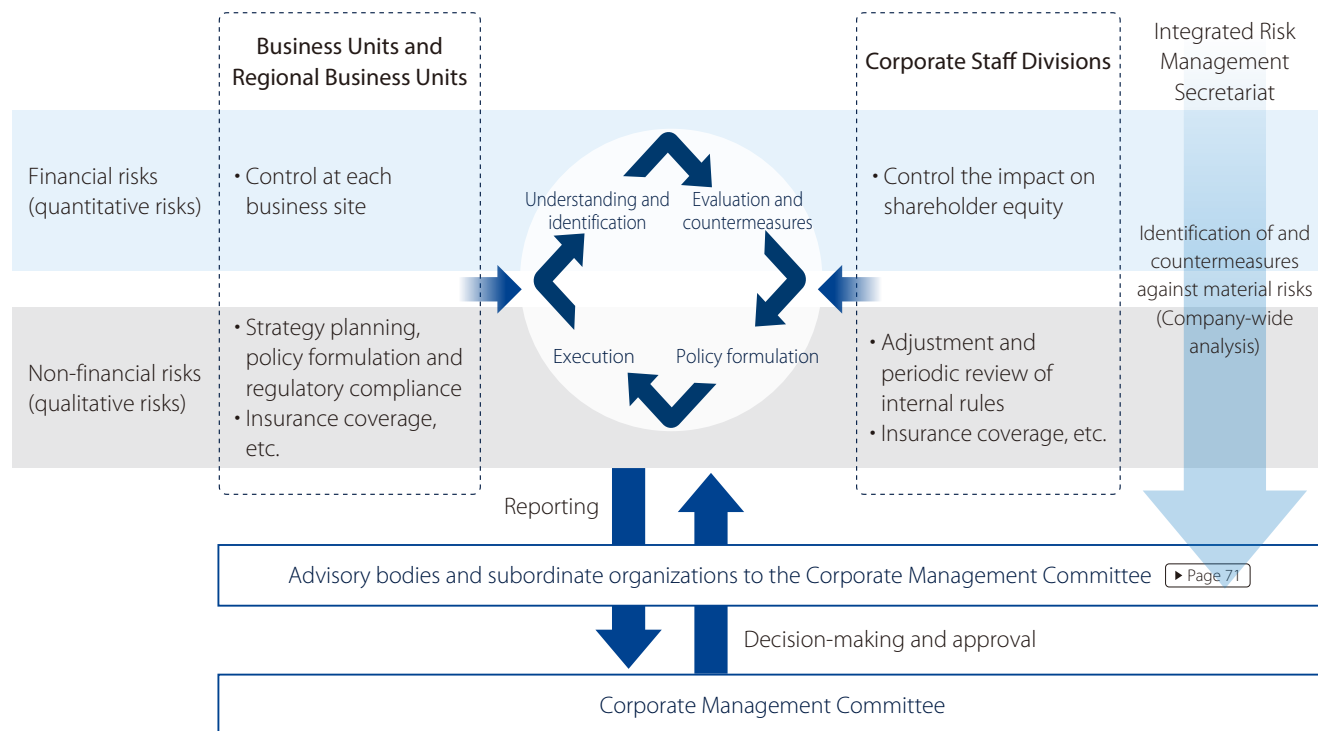 Business Units and
Regional Business Units
Corporate Staff Divisions
Integrated Risk
Management
Secretariat
Financial risks
(quantitative risks)
• Control at each
business site
Understanding and
identification
Evaluation and
countermeasures
• Control the impact on
shareholder equity
Identification of and
countermeasures
against material risks
(Company-wide
analysis)
Non-financial risks
(qualitative risks)
• Strategy planning,
policy formulation and
regulatory compliance
• Insurance coverage,
etc.
Execution
Policy formulation
• Adjustment and
periodic review of
internal rules
• Insurance coverage, etc.
Reporting
Advisory bodies and subordinate organizations to the Corporate Management Committee ▶ Page 71
Decision-making and approval
Corporate Management Committee